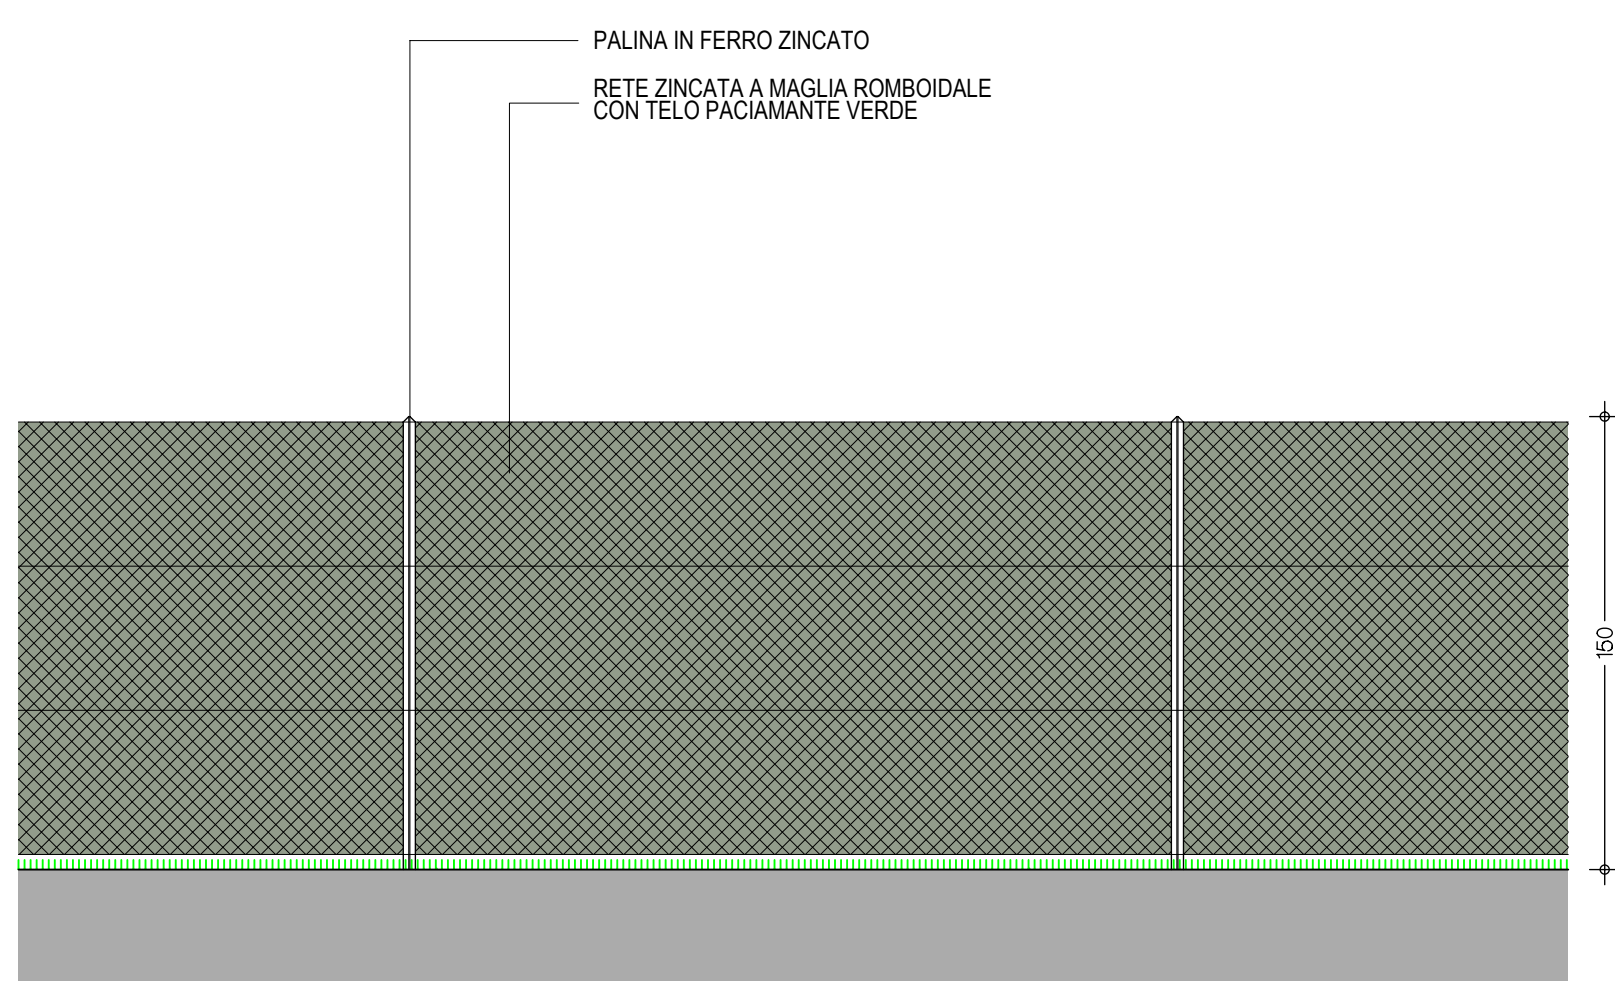 PALINA IN FERRO ZINCATO
RETE ZINCATA A MAGLIA ROMBOIDALE
CON TELO PACIAMANTE VERDE
150